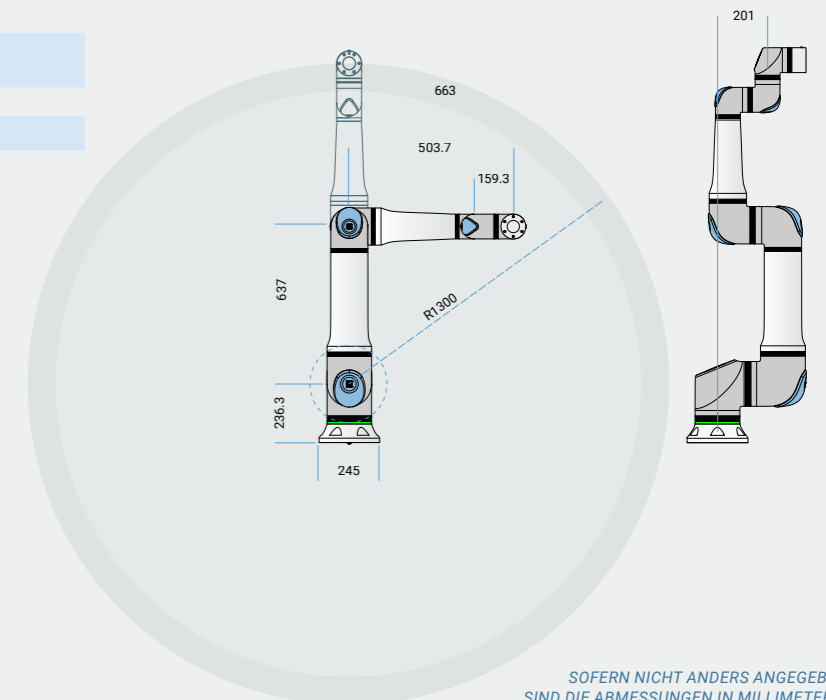 201
663
503.7
159.3
637
R1300
236.3
245
SOFERN NICHT ANDERS ANGEGEB
SIND DIE ABMESSUNGEN IN MILLIMETE